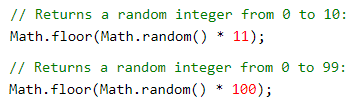 // Returns a random integer from 0 to 10:
Math.floor(Math.random() * 11);
// Returns a random integer from 0 to 99:
Math.floor(Math.random() * 100);